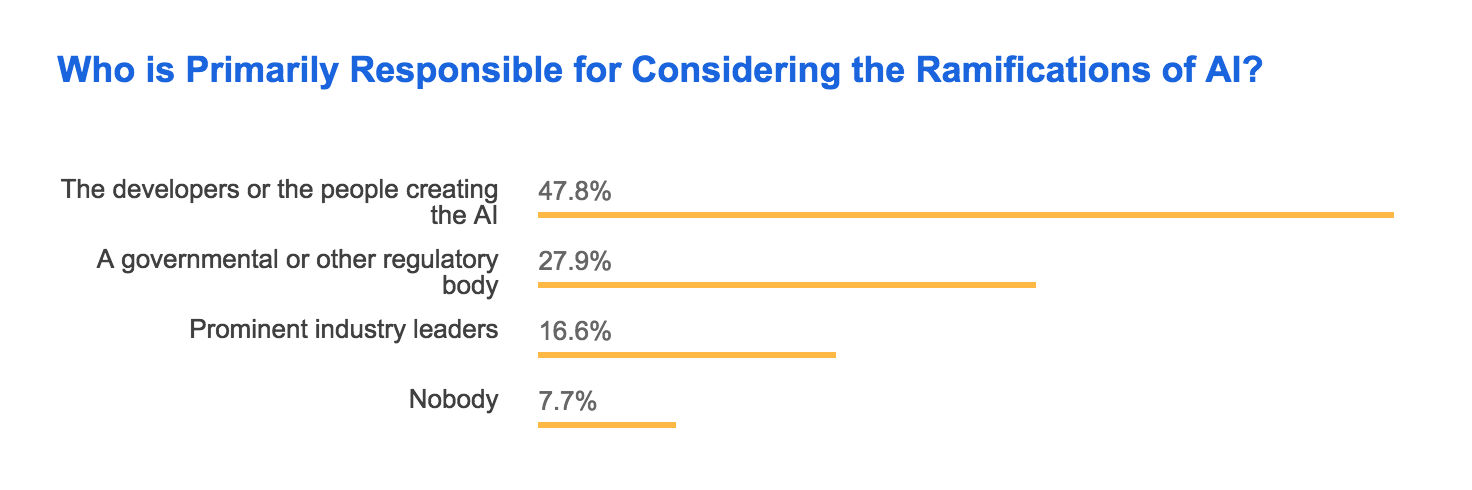 Who is Primarily Responsible for Considering the Ramifications of AI?
The developers or the people creating
the AI
47.8%
A governmental or other regulatory
body
27.9%
Prominent industry leaders
16.6%
Nobody
7.7%